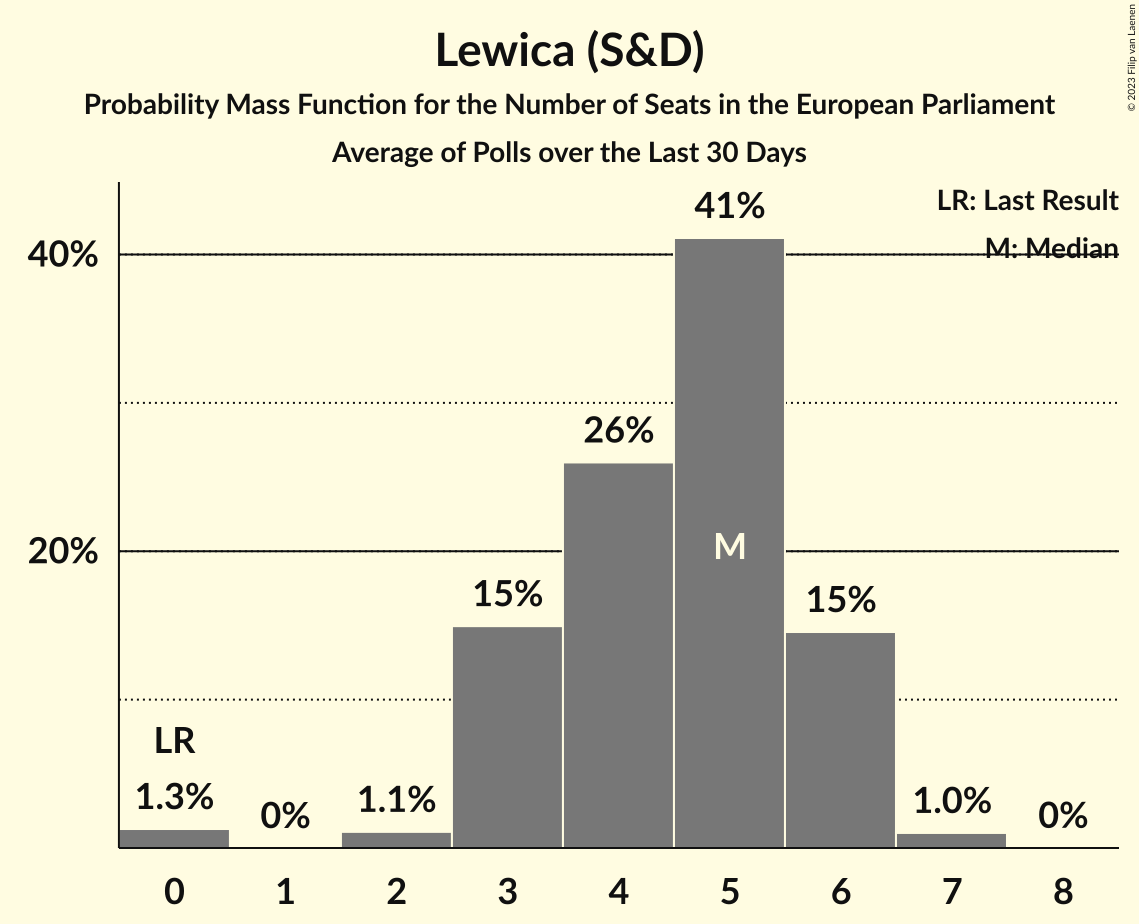 Lewica (S&D)
Probability Mass Function for the Number of Seats in the European Parliament
Average of Polls over the Last 30 Days
© 2023 Filip van Laenen
LR: Last Result
M: Median
40%
20%
41%
26%
M
15%
15%
LR
1.3%
0%
1.1%
1.0%
0%
0 1 2 3 4 5 6 7 8